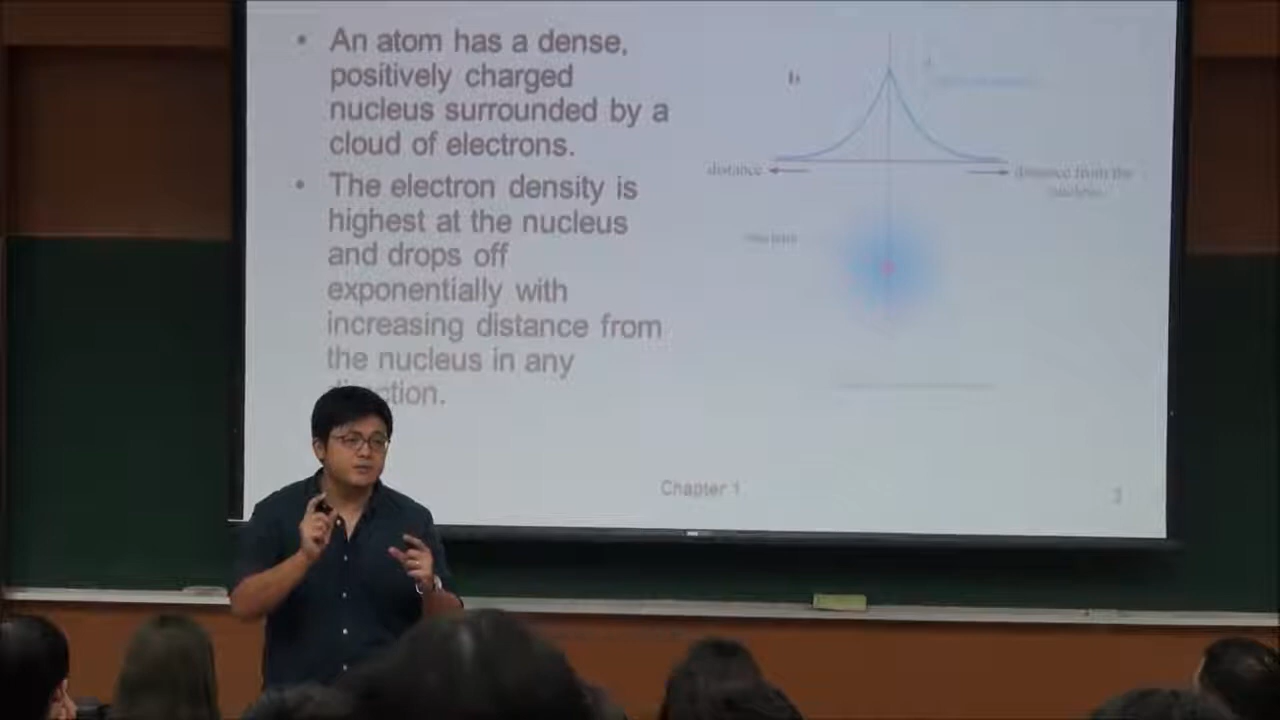 • An atom has a dense,
positively charged
nucleus surrounded by a
cloud of electrons.
• The electron density is
highest at the nucleus
and drops off
exponentially with
increasing distance from
the nucleus in any
direction.
distance
distance from the
nucleus
Chapter 1